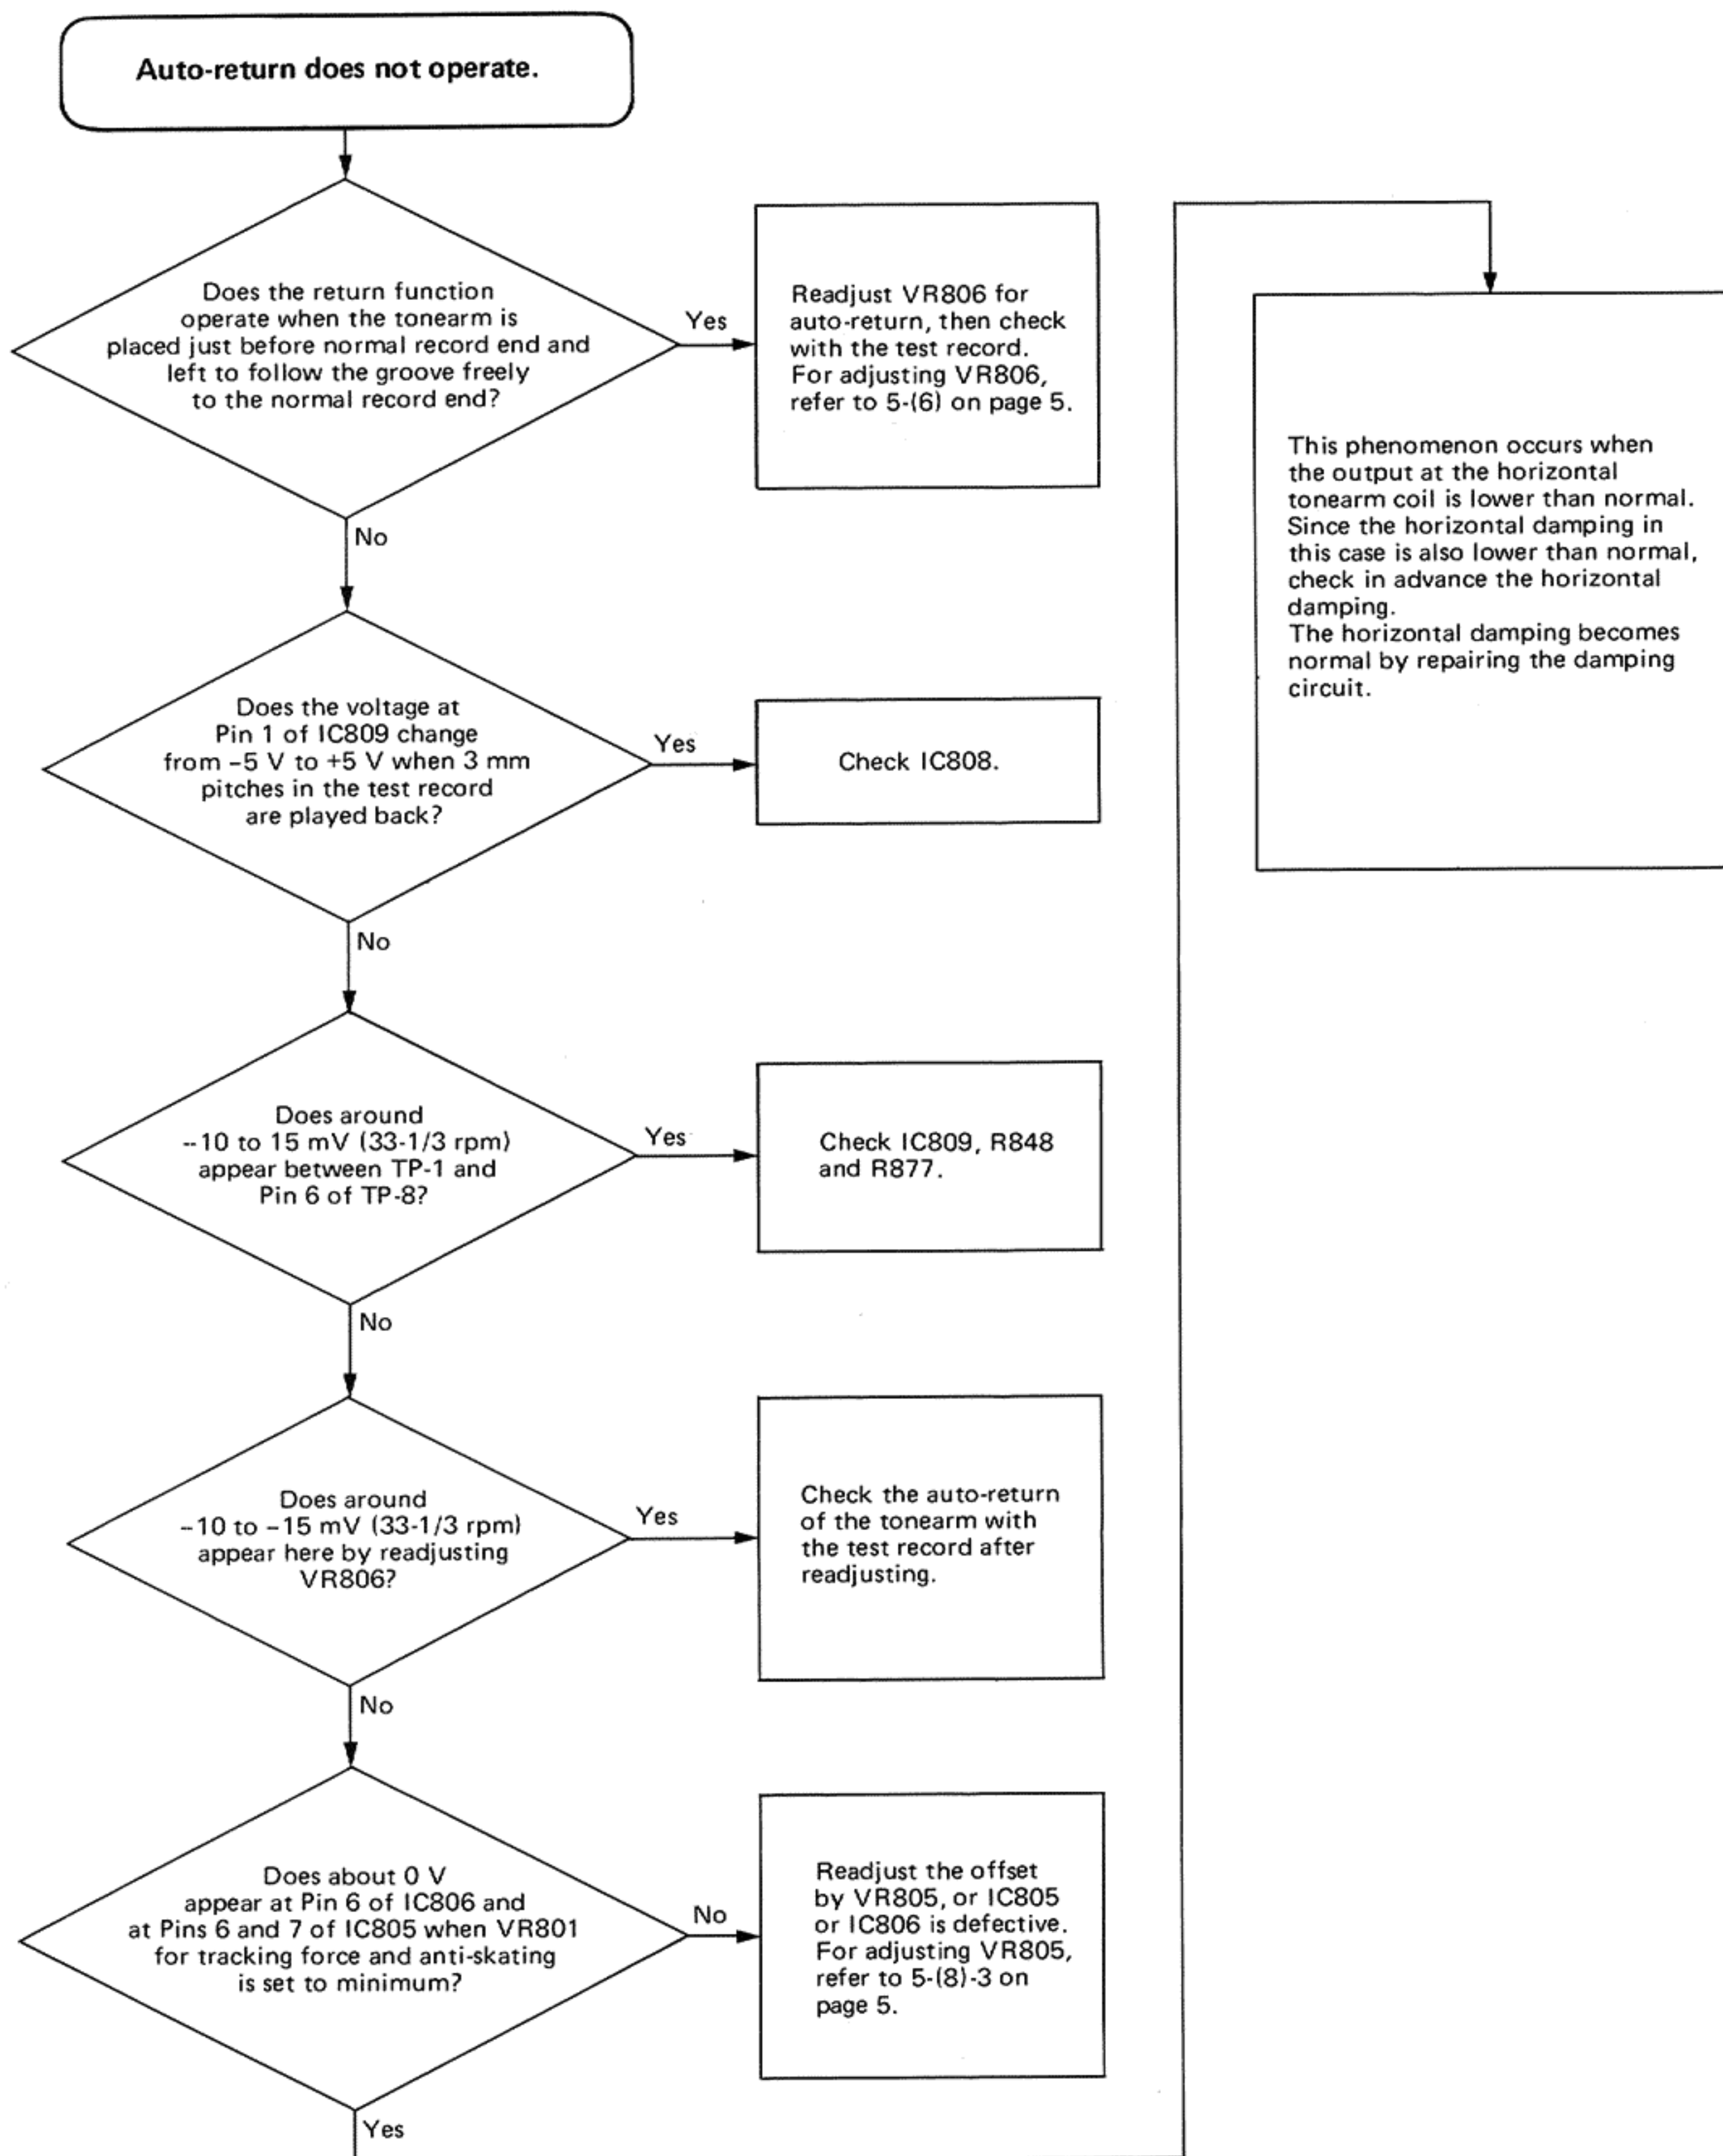 Auto-return does not operate.
Does the return function
operate when the tonearm is
placed just before normal record end and
left to follow the groove freely
to the normal record end?
Yes
Readjust VR806 for
auto-return, then check
with the test record.
For adjusting VR806,
refer to 5-(6) on page 5.
No
Does the voltage at
Pin 1 of IC809 change
from –5 V to +5 V when 3 mm
pitches in the test record
are played back?
Yes
Check IC808.
No
Does around
–10 to 15 mV (33-1/3 rpm)
appear between TP-1 and
Pin 6 of TP-8?
Yes
Check IC809, R848
and R877.
No
Does around
–10 to –15 mV (33-1/3 rpm)
appear here by readjusting
VR806?
Yes
Check the auto-return
of the tonearm with
the test record after
readjusting.
No
Does about 0 V
appear at Pin 6 of IC806 and
at Pins 6 and 7 of IC805 when VR801
for tracking force and anti-skating
is set to minimum?
No
Readjust the offset
by VR805, or IC805
or IC806 is defective.
For adjusting VR805,
refer to 5-(8)-3 on
page 5.
Yes
This phenomenon occurs when
the output at the horizontal
tonearm coil is lower than normal.
Since the horizontal damping in
this case is also lower than normal,
check in advance the horizontal
damping.
The horizontal damping becomes
normal by repairing the damping
circuit.